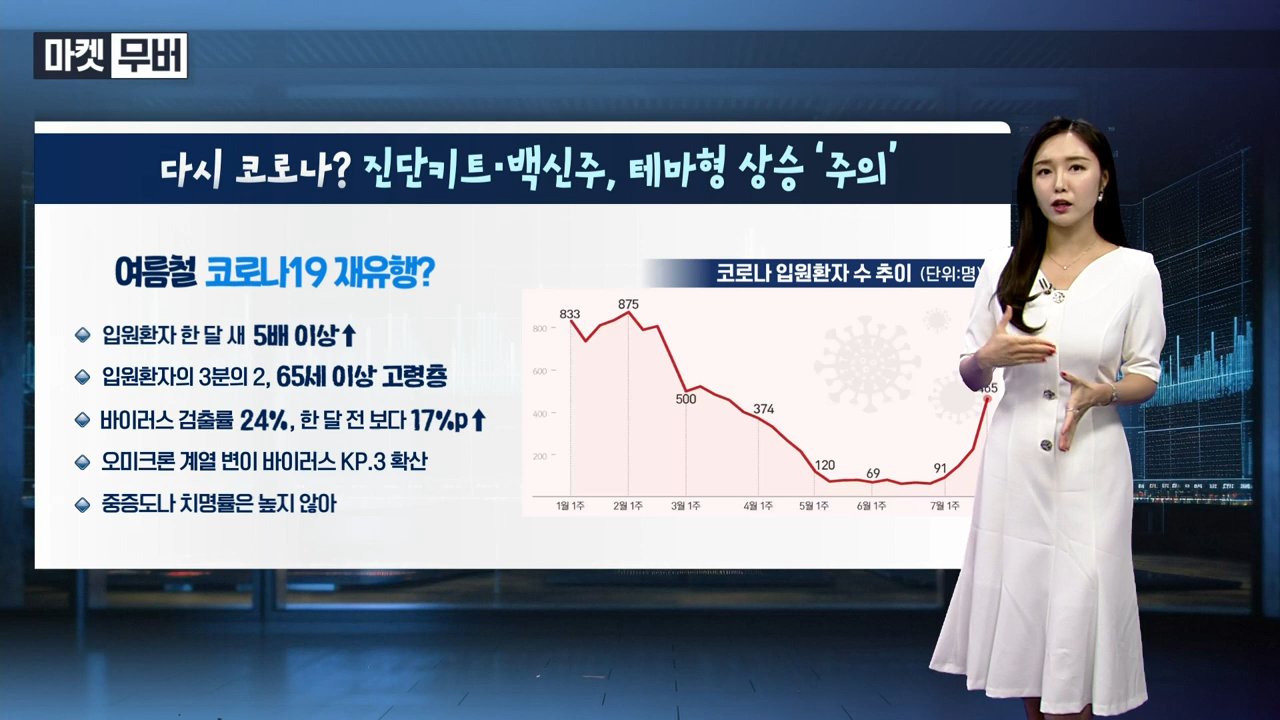 마켓 무버
다시 코로나? 진단키트·백신주, 테마형 상승 '주의'
여름철 코로나19 재유행?
입원환자 한 달 새 5배 이상↑
입원환자의 3분의 2, 65세 이상 고령층
바이러스 검출률 24%, 한 달 전 보다 17%p↑
오미크론 계열 변이 바이러스 KP.3 확산
중증도나 치명률은 높지 않아
코로나 입원환자 수 추이 (단위:명)
833
875
800
600
500
400
374
200
120
69
91
1월 1주
2월 1주
3월 1주
4월 1주
5월 1주
6월 1주
7월 1주